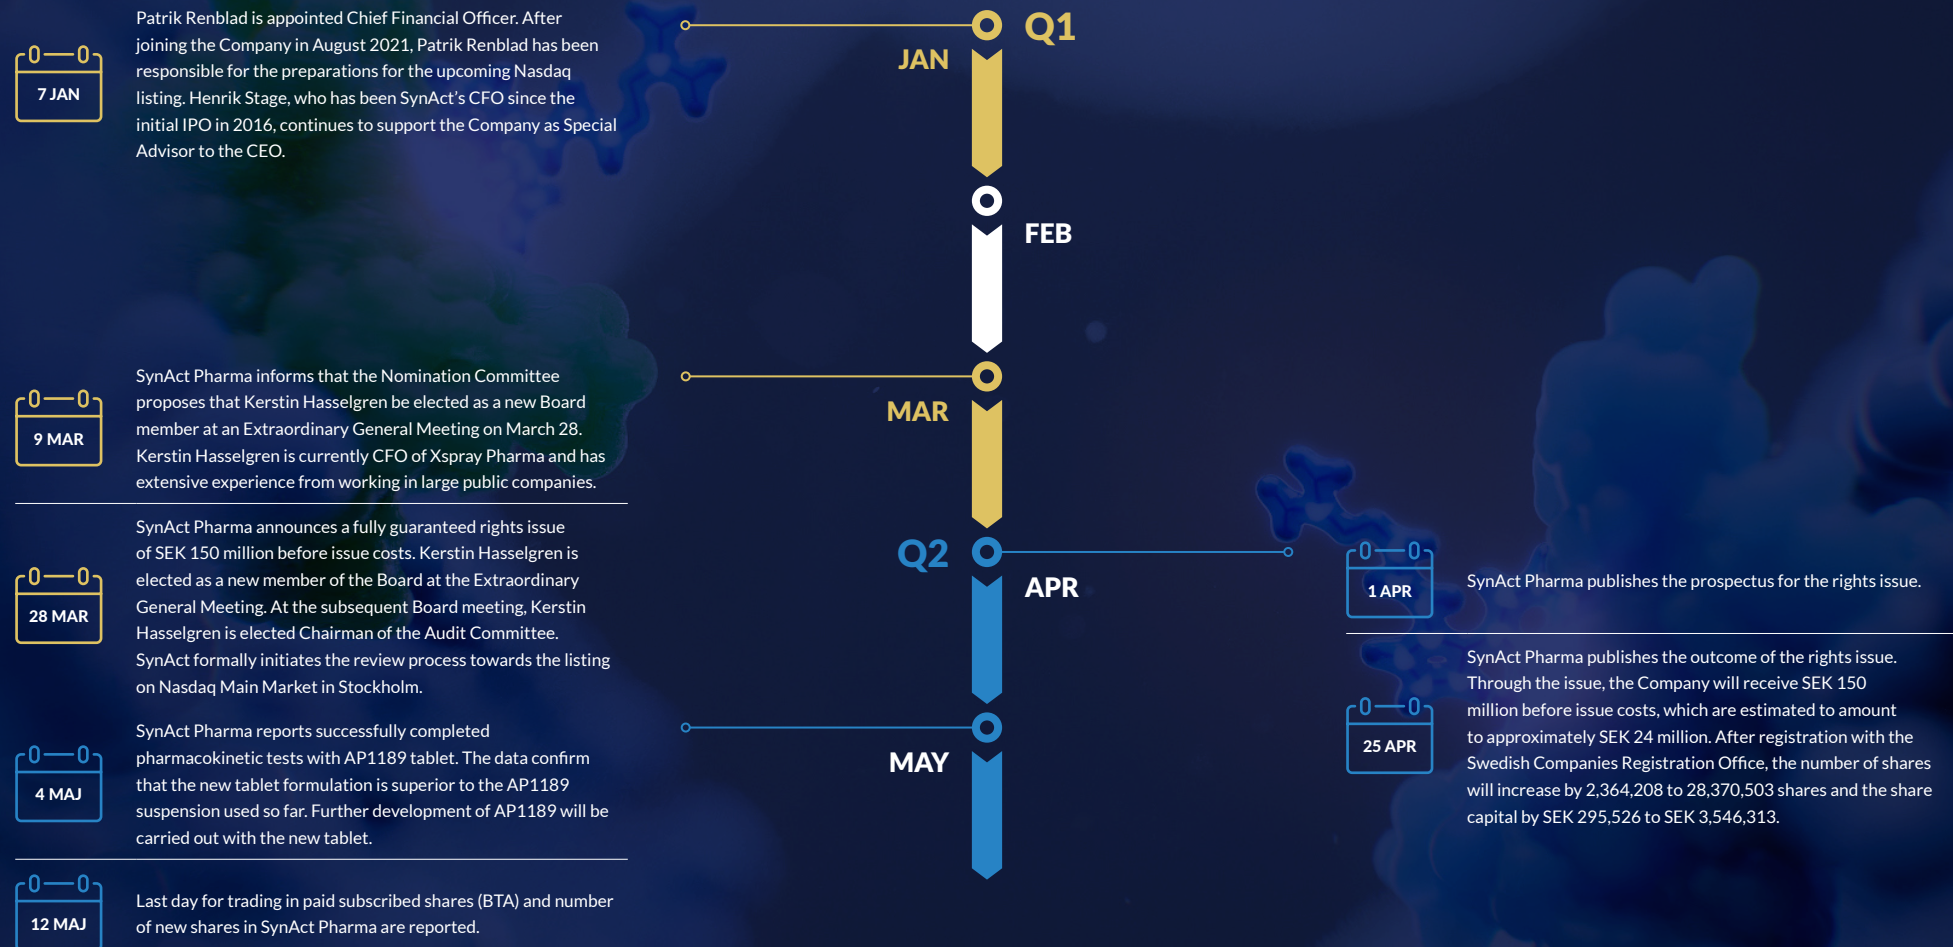 Q1
JAN
7 JAN
Patrik Renblad is appointed Chief Financial Officer. After
joining the Company in August 2021, Patrik Renblad has been
responsible for the preparations for the upcoming Nasdaq
listing. Henrik Stage, who has been SynAct’s CFO since the
initial IPO in 2016, continues to support the Company as Special
Advisor to the CEO.
FEB
MAR
9 MAR
SynAct Pharma informs that the Nomination Committee
proposes that Kerstin Hasselgren be elected as a new Board
member at an Extraordinary General Meeting on March 28.
Kerstin Hasselgren is currently CFO of Xspray Pharma and has
extensive experience from working in large public companies.
28 MAR
SynAct Pharma announces a fully guaranteed rights issue
of SEK 150 million before issue costs. Kerstin Hasselgren is
elected as a new member of the Board at the Extraordinary
General Meeting. At the subsequent Board meeting, Kerstin
Hasselgren is elected Chairman of the Audit Committee.
SynAct formally initiates the review process towards the listing
on Nasdaq Main Market in Stockholm.
Q2
APR
1 APR
SynAct Pharma publishes the prospectus for the rights issue.
25 APR
SynAct Pharma publishes the outcome of the rights issue.
Through the issue, the Company will receive SEK 150
million before issue costs, which are estimated to amount
to approximately SEK 24 million. After registration with the
Swedish Companies Registration Office, the number of shares
will increase by 2,364,208 to 28,370,503 shares and the share
capital by SEK 295,526 to SEK 3,546,313.
MAY
4 MAJ
SynAct Pharma reports successfully completed
pharmacokinetic tests with AP1189 tablet. The data confirm
that the new tablet formulation is superior to the AP1189
suspension used so far. Further development of AP1189 will be
carried out with the new tablet.
12 MAJ
Last day for trading in paid subscribed shares (BTA) and number
of new shares in SynAct Pharma are reported.